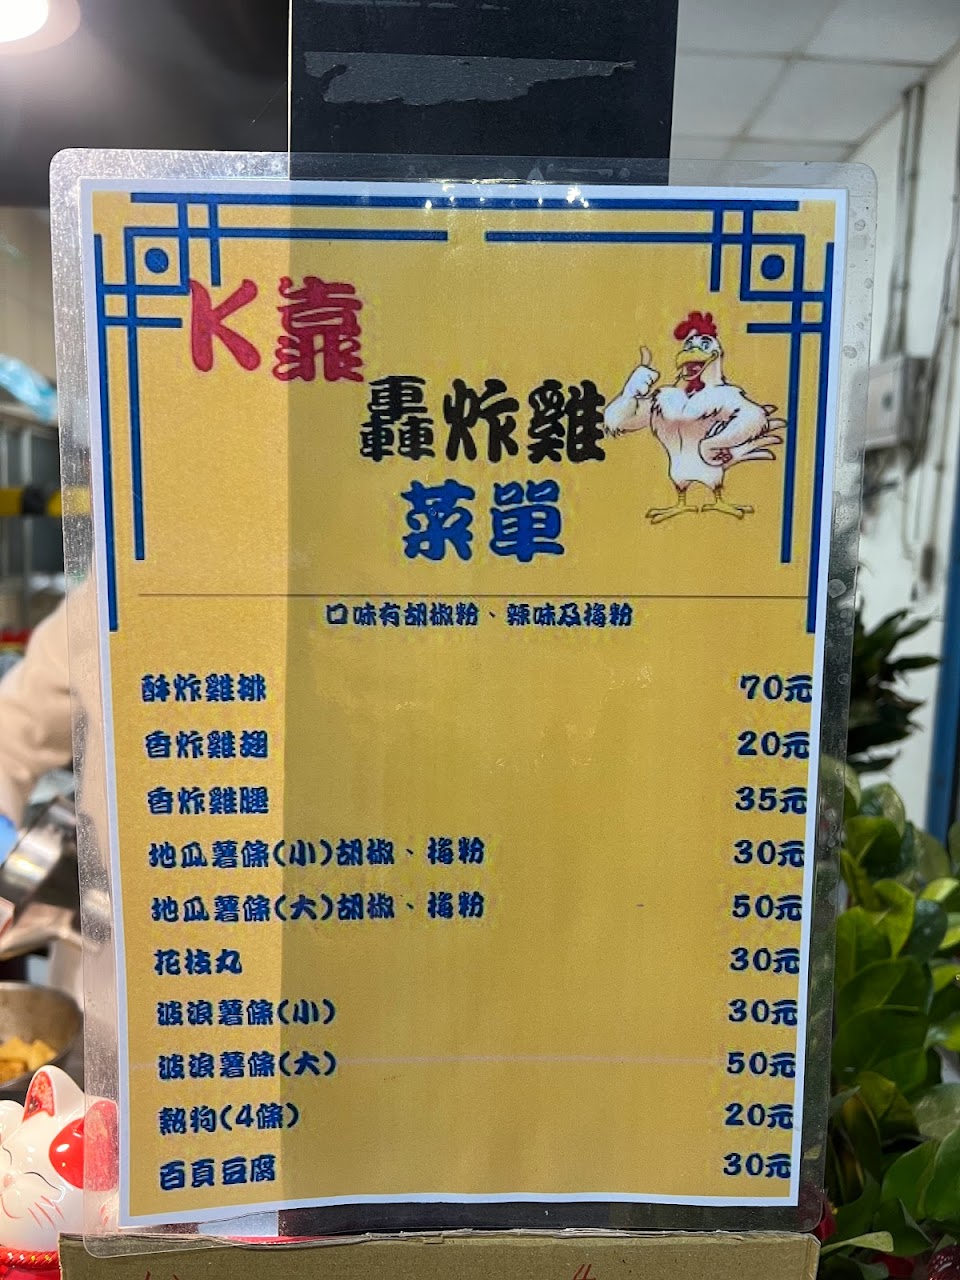 K靠
轟炸雞
菜單
口味有胡椒粉、辣味及梅粉
酥炸雞排 70元
香炸雞翅 20元
香炸雞腿 35元
地瓜薯條(小)胡椒、梅粉 30元
地瓜薯條(大)胡椒、梅粉 50元
花枝丸 30元
波浪薯條(小) 30元
波浪薯條(大) 50元
熱狗(4條) 20元
百頁豆腐 30元